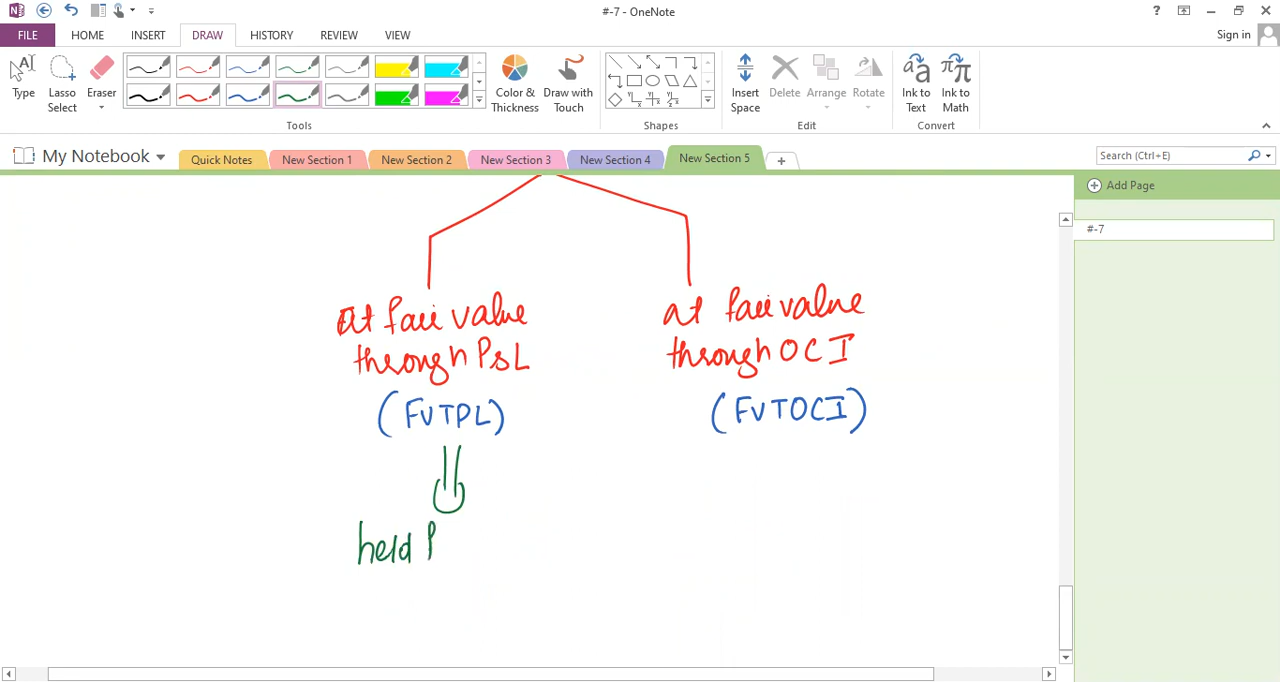 #-7 - OneNote
?
Sign in
FILE HOME INSERT DRAW HISTORY REVIEW VIEW
Type
Lasso Select
Eraser
Color & Thickness
Draw with Touch
Insert Space
Delete
Arrange
Rotate
Ink to Text
Ink to Math
Tools
Shapes
Edit
Convert
My Notebook
Quick Notes
New Section 1
New Section 2
New Section 3
New Section 4
New Section 5
Search (Ctrl+E)
Add Page
#-7
at fair value
through P&L
(FVTPL)
held
at fair value
through OCI
(FVTOCI)